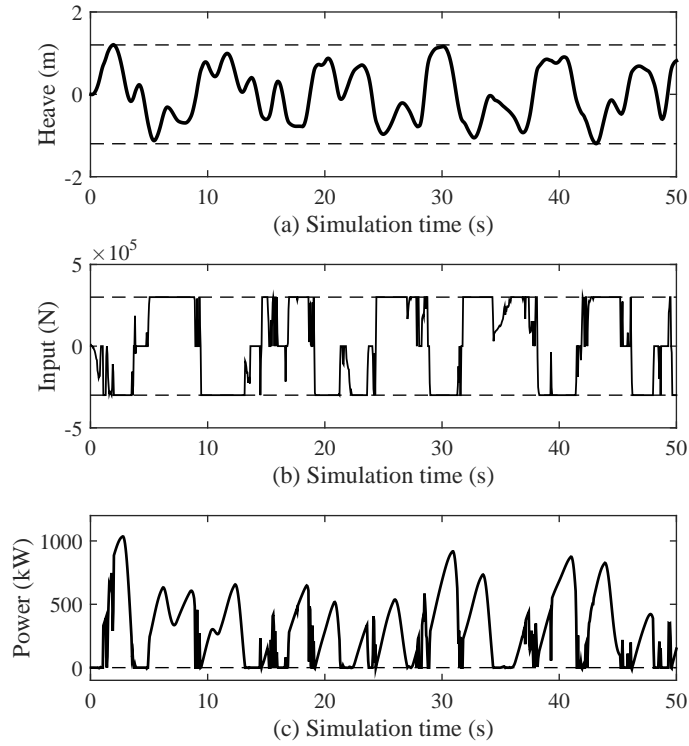 2
0
-2
Heave (m)
0 10 20 30 40 50
(a) Simulation time (s)
×10⁵
5
0
-5
Input (N)
0 10 20 30 40 50
(b) Simulation time (s)
1000
500
0
Power (kW)
0 10 20 30 40 50
(c) Simulation time (s)